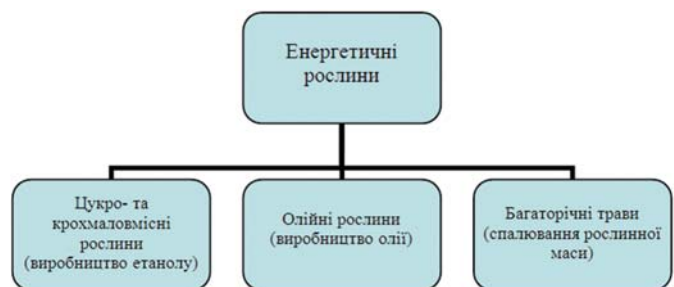 Енергетичні
рослини
Цукро- та
крохмаловмісні
рослини
(виробництво етанолу)
Олійні рослини
(виробництво олії)
Багаторічні трави
(спалювання рослинної
маси)